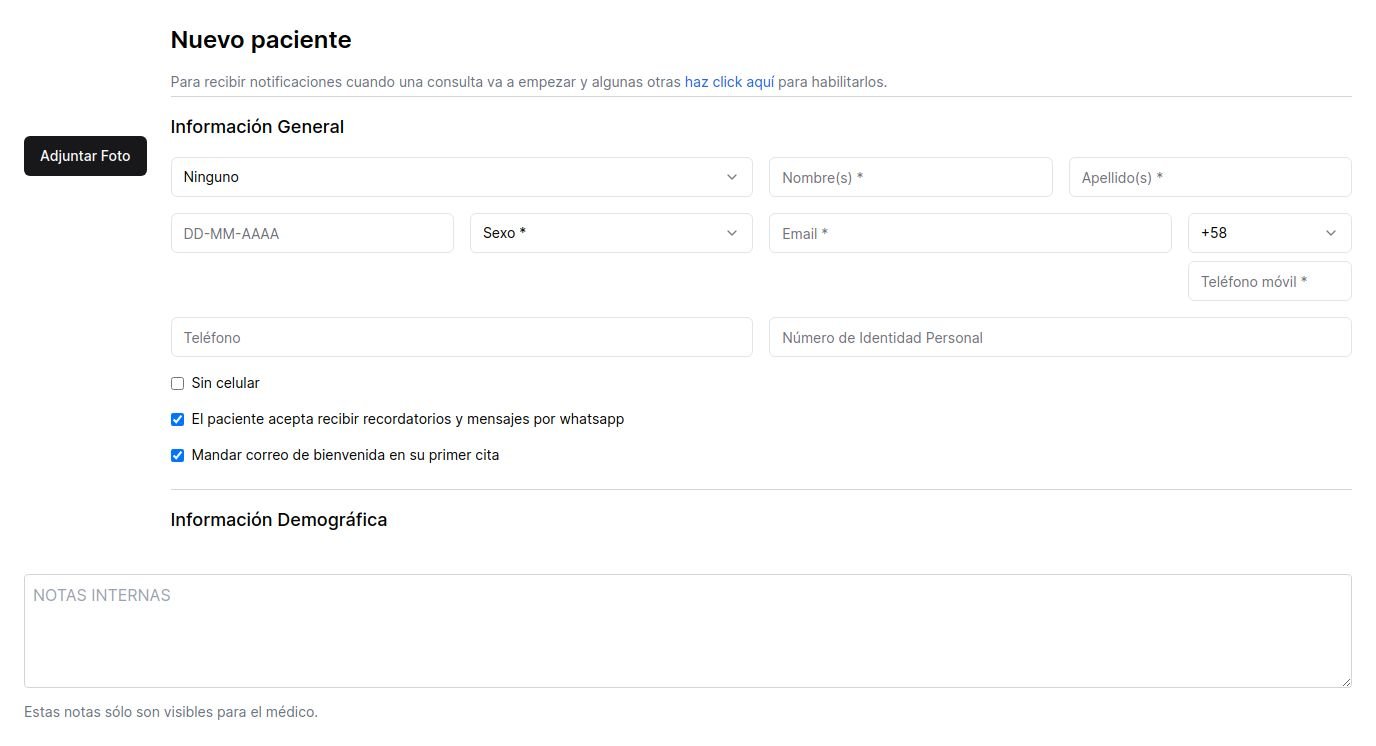 Nuevo paciente
Para recibir notificaciones cuando una consulta va a empezar y algunas otras haz click aquí para habilitarlos.
Información General
Adjuntar Foto
Ninguno
Nombre(s) *
Apellido(s) *
DD-MM-AAAA
Sexo *
Email *
+58
Teléfono móvil *
Teléfono
Número de Identidad Personal
Sin celular
El paciente acepta recibir recordatorios y mensajes por whatsapp
Mandar correo de bienvenida en su primer cita
Información Demográfica
NOTAS INTERNAS
Estas notas sólo son visibles para el médico.